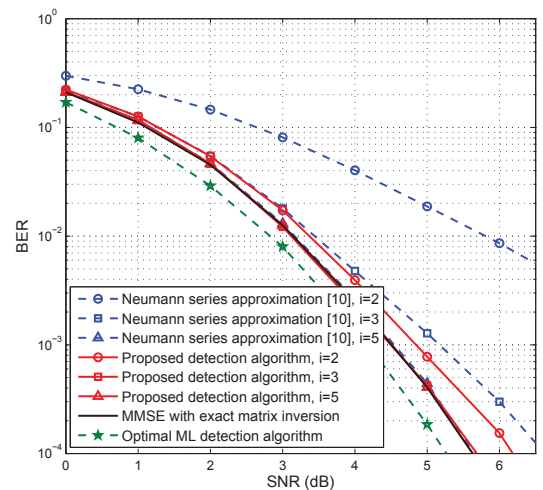 10^0
10^-1
10^-2
10^-3
10^-4
BER
Neumann series approximation [10], i=2
Neumann series approximation [10], i=3
Neumann series approximation [10], i=5
Proposed detection algorithm, i=2
Proposed detection algorithm, i=3
Proposed detection algorithm, i=5
MMSE with exact matrix inversion
Optimal ML detection algorithm
0 1 2 3 4 5 6
SNR (dB)